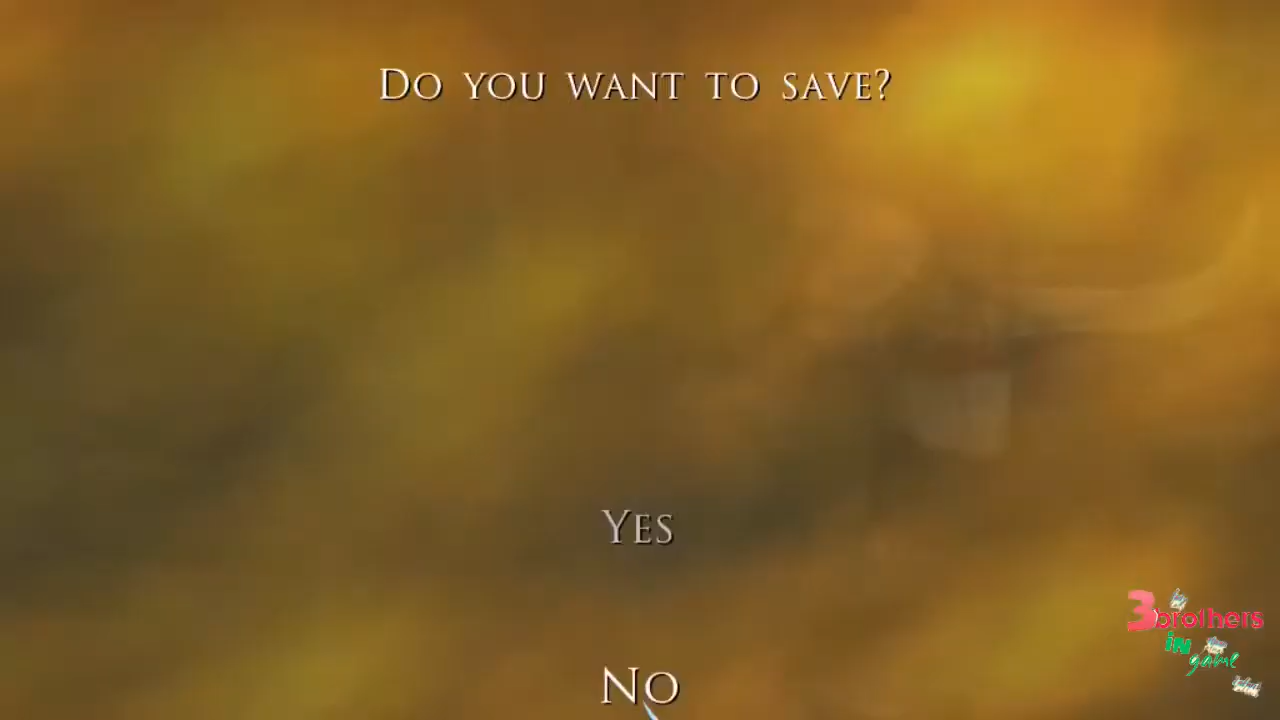 Do you want to save?
Yes
No
3brothers
in
game